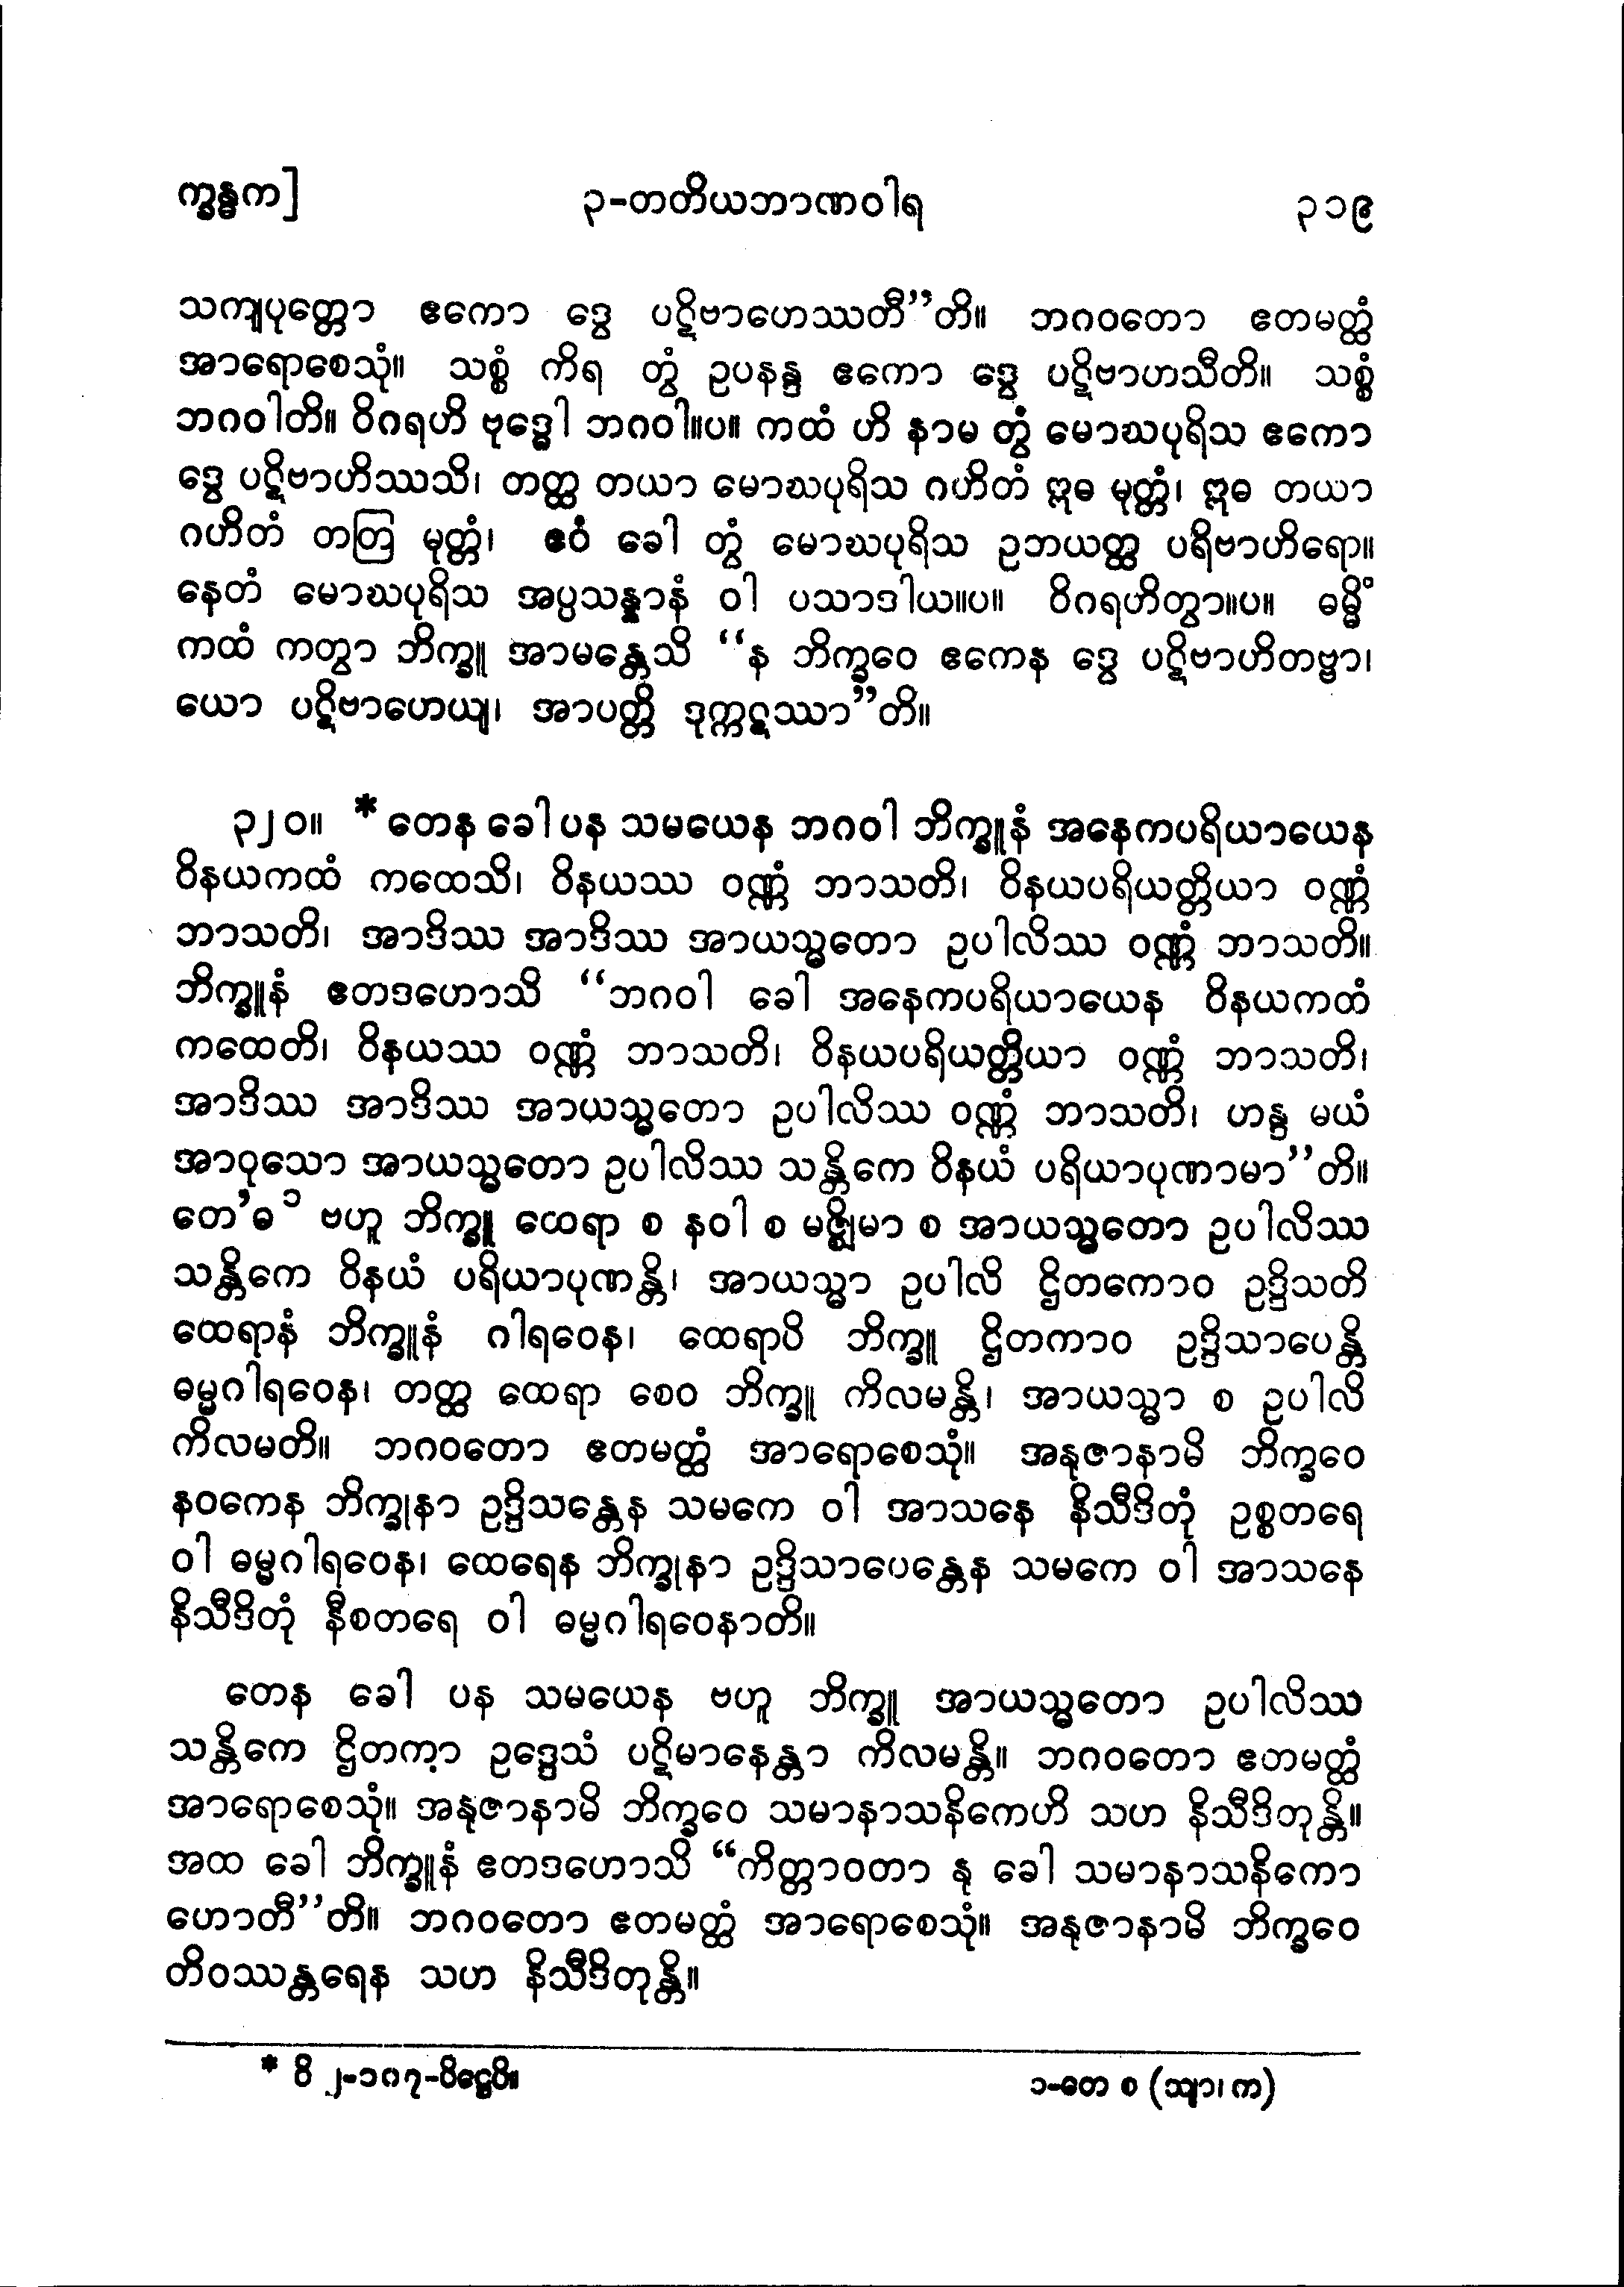 က္ခန္ဓက]
၃-တတိယဘာဏဝါရ
၃၁၉
သကျပုတ္တော ဧကော ဒွေ ပဋိဗာဟေဿတီ”တိ။ ဘဂဝတော ဧတမတ္ထံ
အာရောစေသုံ။ သစ္စံ ကိရ တွံ ဥပနန္ဒ ဧကော ဒွေ ပဋိဗာဟသီတိ။ သစ္စံ
ဘဂဝါတိ။ ဝိဂရဟိ ဗုဒ္ဓေါ ဘဂဝါ။ပ။ ကထံ ဟိ နာမ တွံ မောဃပုရိသ ဧကော
ဒွေ ပဋိဗာဟိဿသိ၊ တတ္ထ တယာ မောဃပုရိသ ဂဟိတံ ဣဓ မုတ္တံ၊ ဣဓ တယာ
ဂဟိတံ တတြ မုတ္တံ၊ ဧဝံ ခေါ တွံ မောဃပုရိသ ဥဘယတ္ထ ပရိဗာဟိရော။
နေတံ မောဃပုရိသ အပ္ပသန္နာနံ ဝါ ပသာဒါယ။ပ။ ဝိဂရဟိတွာ။ပ။ ဓမ္မိံ
ကထံ ကတွာ ဘိက္ခူ အာမန္တေသိ “န ဘိက္ခဝေ ဧကေန ဒွေ ပဋိဗာဟိတဗ္ဗာ၊
ယော ပဋိဗာဟေယျ၊ အာပတ္တိ ဒုက္ကဋဿာ”တိ။
၃၂၀။ * တေန ခေါ ပန သမယေန ဘဂဝါ ဘိက္ခူနံ အနေကပရိယာယေန
ဝိနယကထံ ကထေသိ၊ ဝိနယဿ ဝဏ္ဏံ ဘာသတိ၊ ဝိနယပရိယတ္တိယာ ဝဏ္ဏံ
ဘာသတိ၊ အာဒိဿ အာဒိဿ အာယသ္မတော ဥပါလိဿ ဝဏ္ဏံ ဘာသတိ။
ဘိက္ခူနံ ဧတဒဟောသိ “ဘဂဝါ ခေါ အနေကပရိယာယေန ဝိနယကထံ
ကထေတိ၊ ဝိနယဿ ဝဏ္ဏံ ဘာသတိ၊ ဝိနယပရိယတ္တိယာ ဝဏ္ဏံ ဘာသတိ၊
အာဒိဿ အာဒိဿ အာယသ္မတော ဥပါလိဿ ဝဏ္ဏံ ဘာသတိ၊ ဟန္ဒ မယံ
အာဝုသော အာယသ္မတော ဥပါလိဿ သန္တိကေ ဝိနယံ ပရိယာပုဏာမာ”တိ။
တေ’ဓ ၁ ဗဟူ ဘိက္ခူ ထေရာ စ နဝါ စ မဇ္ဈိမာ စ အာယသ္မတော ဥပါလိဿ
သန္တိကေ ဝိနယံ ပရိယာပုဏန္တိ၊ အာယသ္မာ ဥပါလိ ဌိတကောဝ ဥဒ္ဒိသတိ
ထေရာနံ ဘိက္ခူနံ ဂါရဝေန၊ ထေရာပိ ဘိက္ခူ ဌိတကာဝ ဥဒ္ဒိသာပေန္တိ
ဓမ္မဂါရဝေန၊ တတ္ထ ထေရာ စေဝ ဘိက္ခူ ကိလမန္တိ၊ အာယသ္မာ စ ဥပါလိ
ကိလမတိ။ ဘဂဝတော ဧတမတ္ထံ အာရောစေသုံ။ အနုဇာနာမိ ဘိက္ခဝေ
နဝကေန ဘိက္ခုနာ ဥဒ္ဒိသန္တေန သမကေ ဝါ အာသနေ နိသီဒိတုံ ဥစ္စတရေ
ဝါ ဓမ္မဂါရဝေန၊ ထေရေန ဘိက္ခုနာ ဥဒ္ဒိသာပေန္တေန သမကေ ဝါ အာသနေ
နိသီဒိတုံ နီစတရေ ဝါ ဓမ္မဂါရဝေနာတိ။
တေန ခေါ ပန သမယေန ဗဟူ ဘိက္ခူ အာယသ္မတော ဥပါလိဿ
သန္တိကေ ဌိတကာ ဥဒ္ဒေသံ ပဋိမာနေန္တာ ကိလမန္တိ။ ဘဂဝတော ဧတမတ္ထံ
အာရောစေသုံ။ အနုဇာနာမိ ဘိက္ခဝေ သမာနာသနိကေဟိ သဟ နိသီဒိတုန္တိ။
အထ ခေါ ဘိက္ခူနံ ဧတဒဟောသိ “ကိတ္တာဝတာ နု ခေါ သမာနာသနိကော
ဟောတီ”တိ။ ဘဂဝတော ဧတမတ္ထံ အာရောစေသုံ။ အနုဇာနာမိ ဘိက္ခဝေ
တိဝဿန္တရေန သဟ နိသီဒိတုန္တိ။
* ဝိ ၂-၁၈၇-ပိဋ္ဌေပိ။
၁-တေ စ (သျာ၊ က)